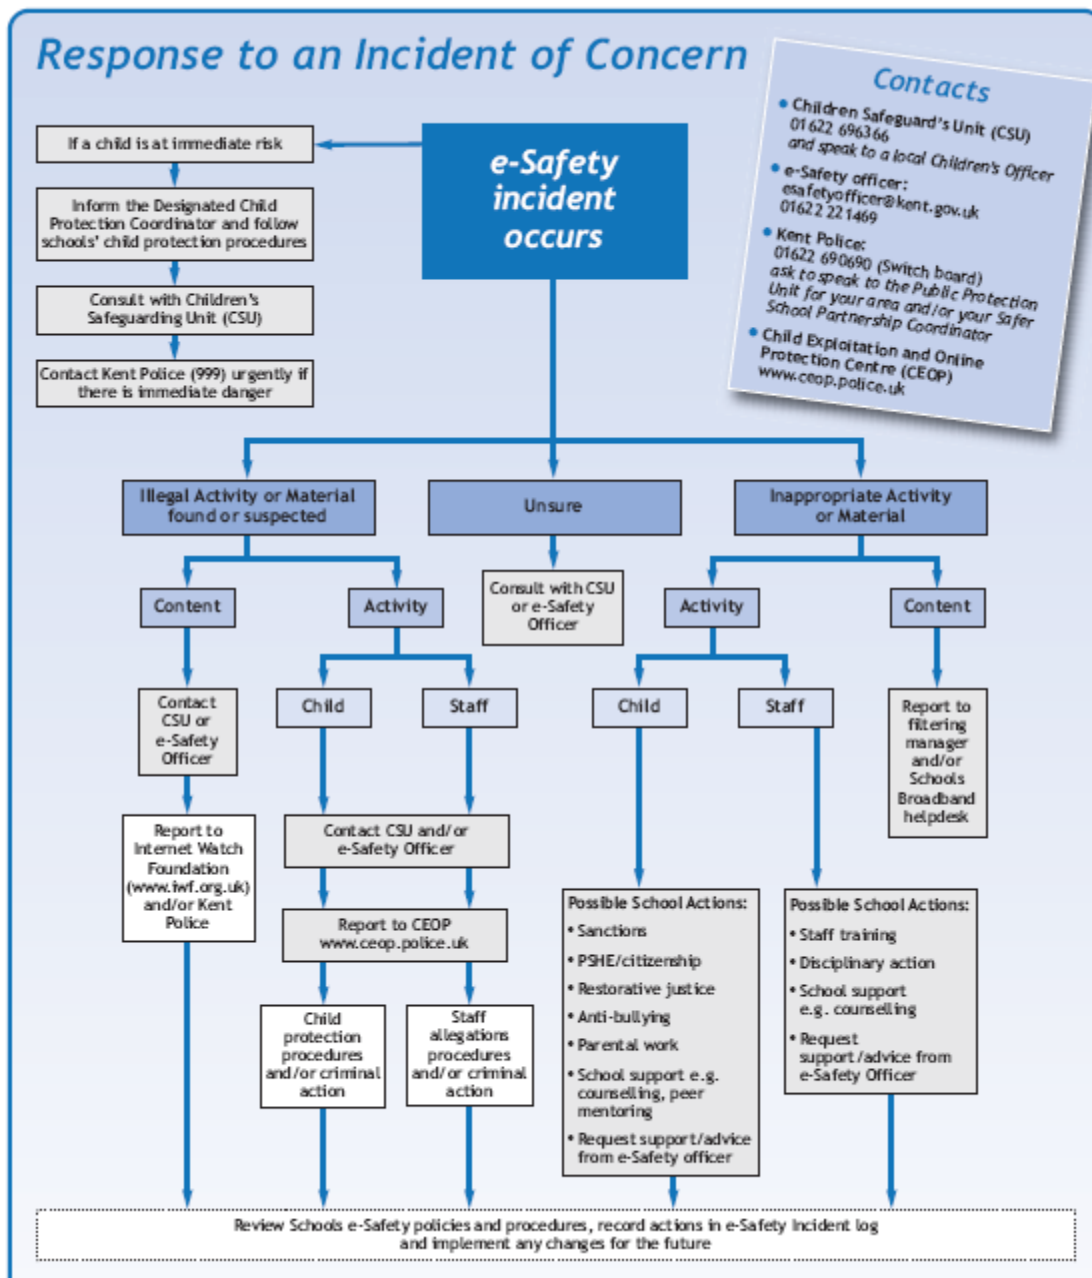 Response to an Incident of Concern
Contacts
• Children Safeguard's Unit (CSU)
01622 696366
and speak to a local Children's Officer
• e-Safety officer:
esafetyofficer@kent.gov.uk
01622 221469
• Kent Police:
01622 690690 (Switch board)
ask to speak to the Public Protection
Unit for your area and/or your Safer
School Partnership Coordinator
• Child Exploitation and Online
Protection Centre (CEOP)
www.ceop.police.uk
e-Safety
incident
occurs
If a child is at immediate risk
Inform the Designated Child
Protection Coordinator and follow
schools' child protection procedures
Consult with Children's
Safeguarding Unit (CSU)
Contact Kent Police (999) urgently if
there is immediate danger
Illegal Activity or Material
found or suspected
Unsure
Inappropriate Activity
or Material
Content
Activity
Consult with CSU
or e-Safety
Officer
Activity
Content
Contact
CSU or
e-Safety
Officer
Child
Staff
Child
Staff
Report to
filtering
manager
and/or
Schools
Broadband
helpdesk
Report to
Internet Watch
Foundation
(www.iwf.org.uk)
and/or Kent
Police
Contact CSU and/or
e-Safety Officer
Report to CEOP
www.ceop.police.uk
Child
protection
procedures
and/or criminal
action
Staff
allegations
procedures
and/or criminal
action
Possible School Actions:
• Sanctions
• PSHE/citizenship
• Restorative justice
• Anti-bullying
• Parental work
• School support e.g.
counselling, peer
mentoring
• Request support/advice
from e-Safety officer
Possible School Actions:
• Staff training
• Disciplinary action
• School support
e.g. counselling
• Request
support/advice from
e-Safety Officer
Review Schools e-Safety policies and procedures, record actions in e-Safety Incident log
and implement any changes for the future